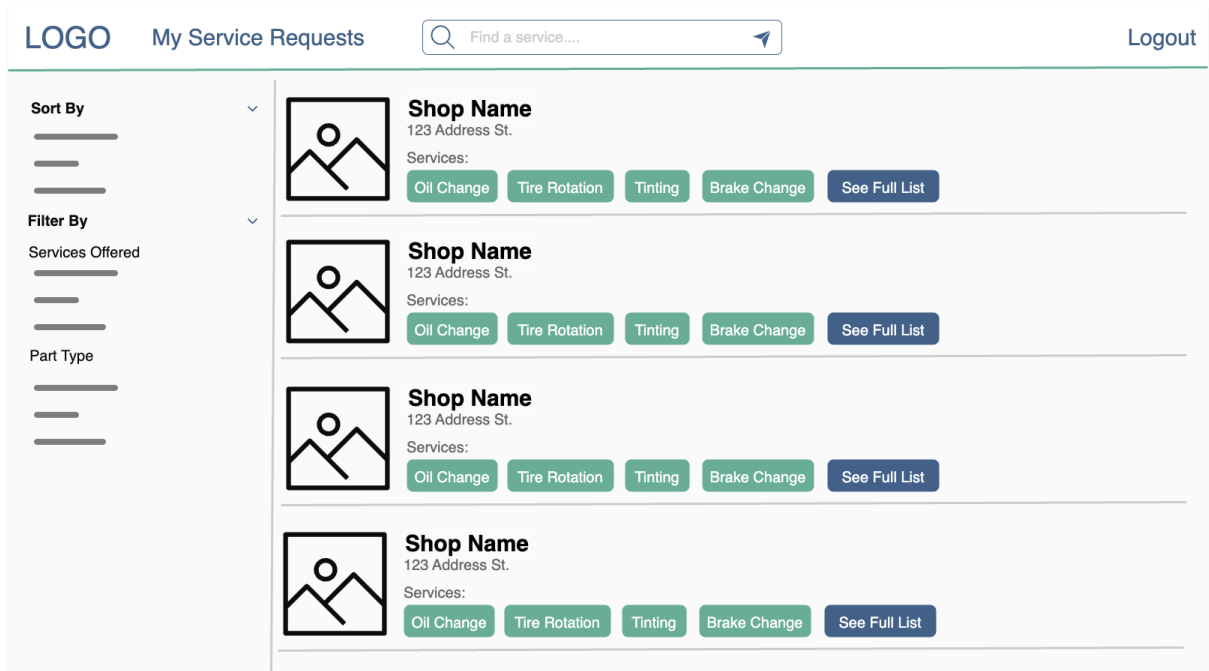 LOGO My Service Requests Find a service.... Logout
Sort By
Filter By
Services Offered
Part Type
Shop Name
123 Address St.
Services:
Oil Change Tire Rotation Tinting Brake Change See Full List
Shop Name
123 Address St.
Services:
Oil Change Tire Rotation Tinting Brake Change See Full List
Shop Name
123 Address St.
Services:
Oil Change Tire Rotation Tinting Brake Change See Full List
Shop Name
123 Address St.
Services:
Oil Change Tire Rotation Tinting Brake Change See Full List